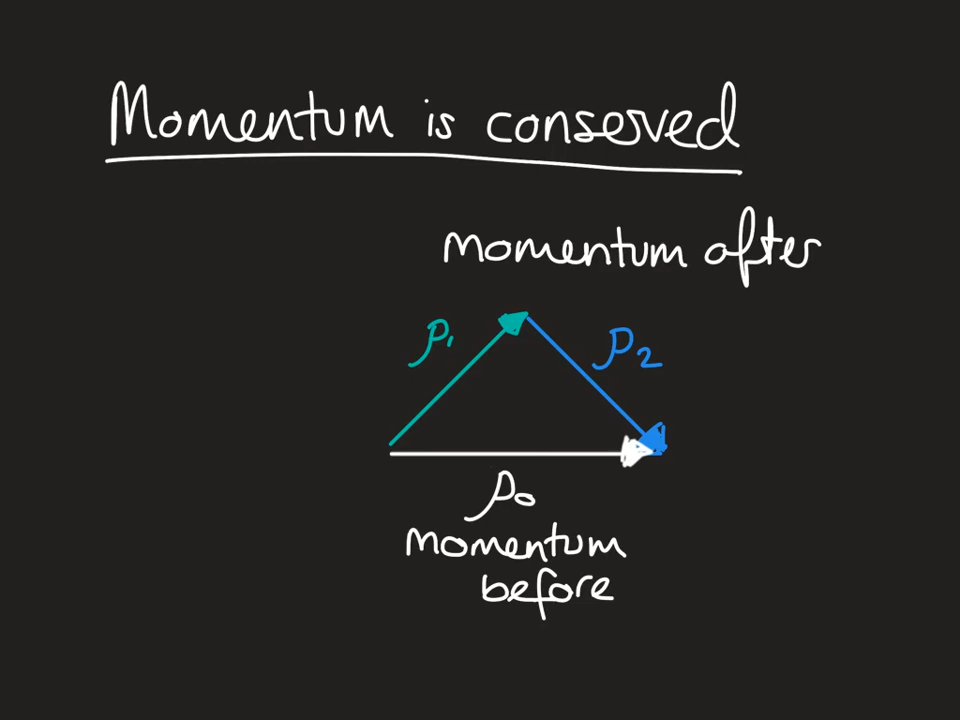 Momentum is conserved
momentum after
p₁
p₂
p₀
momentum
before